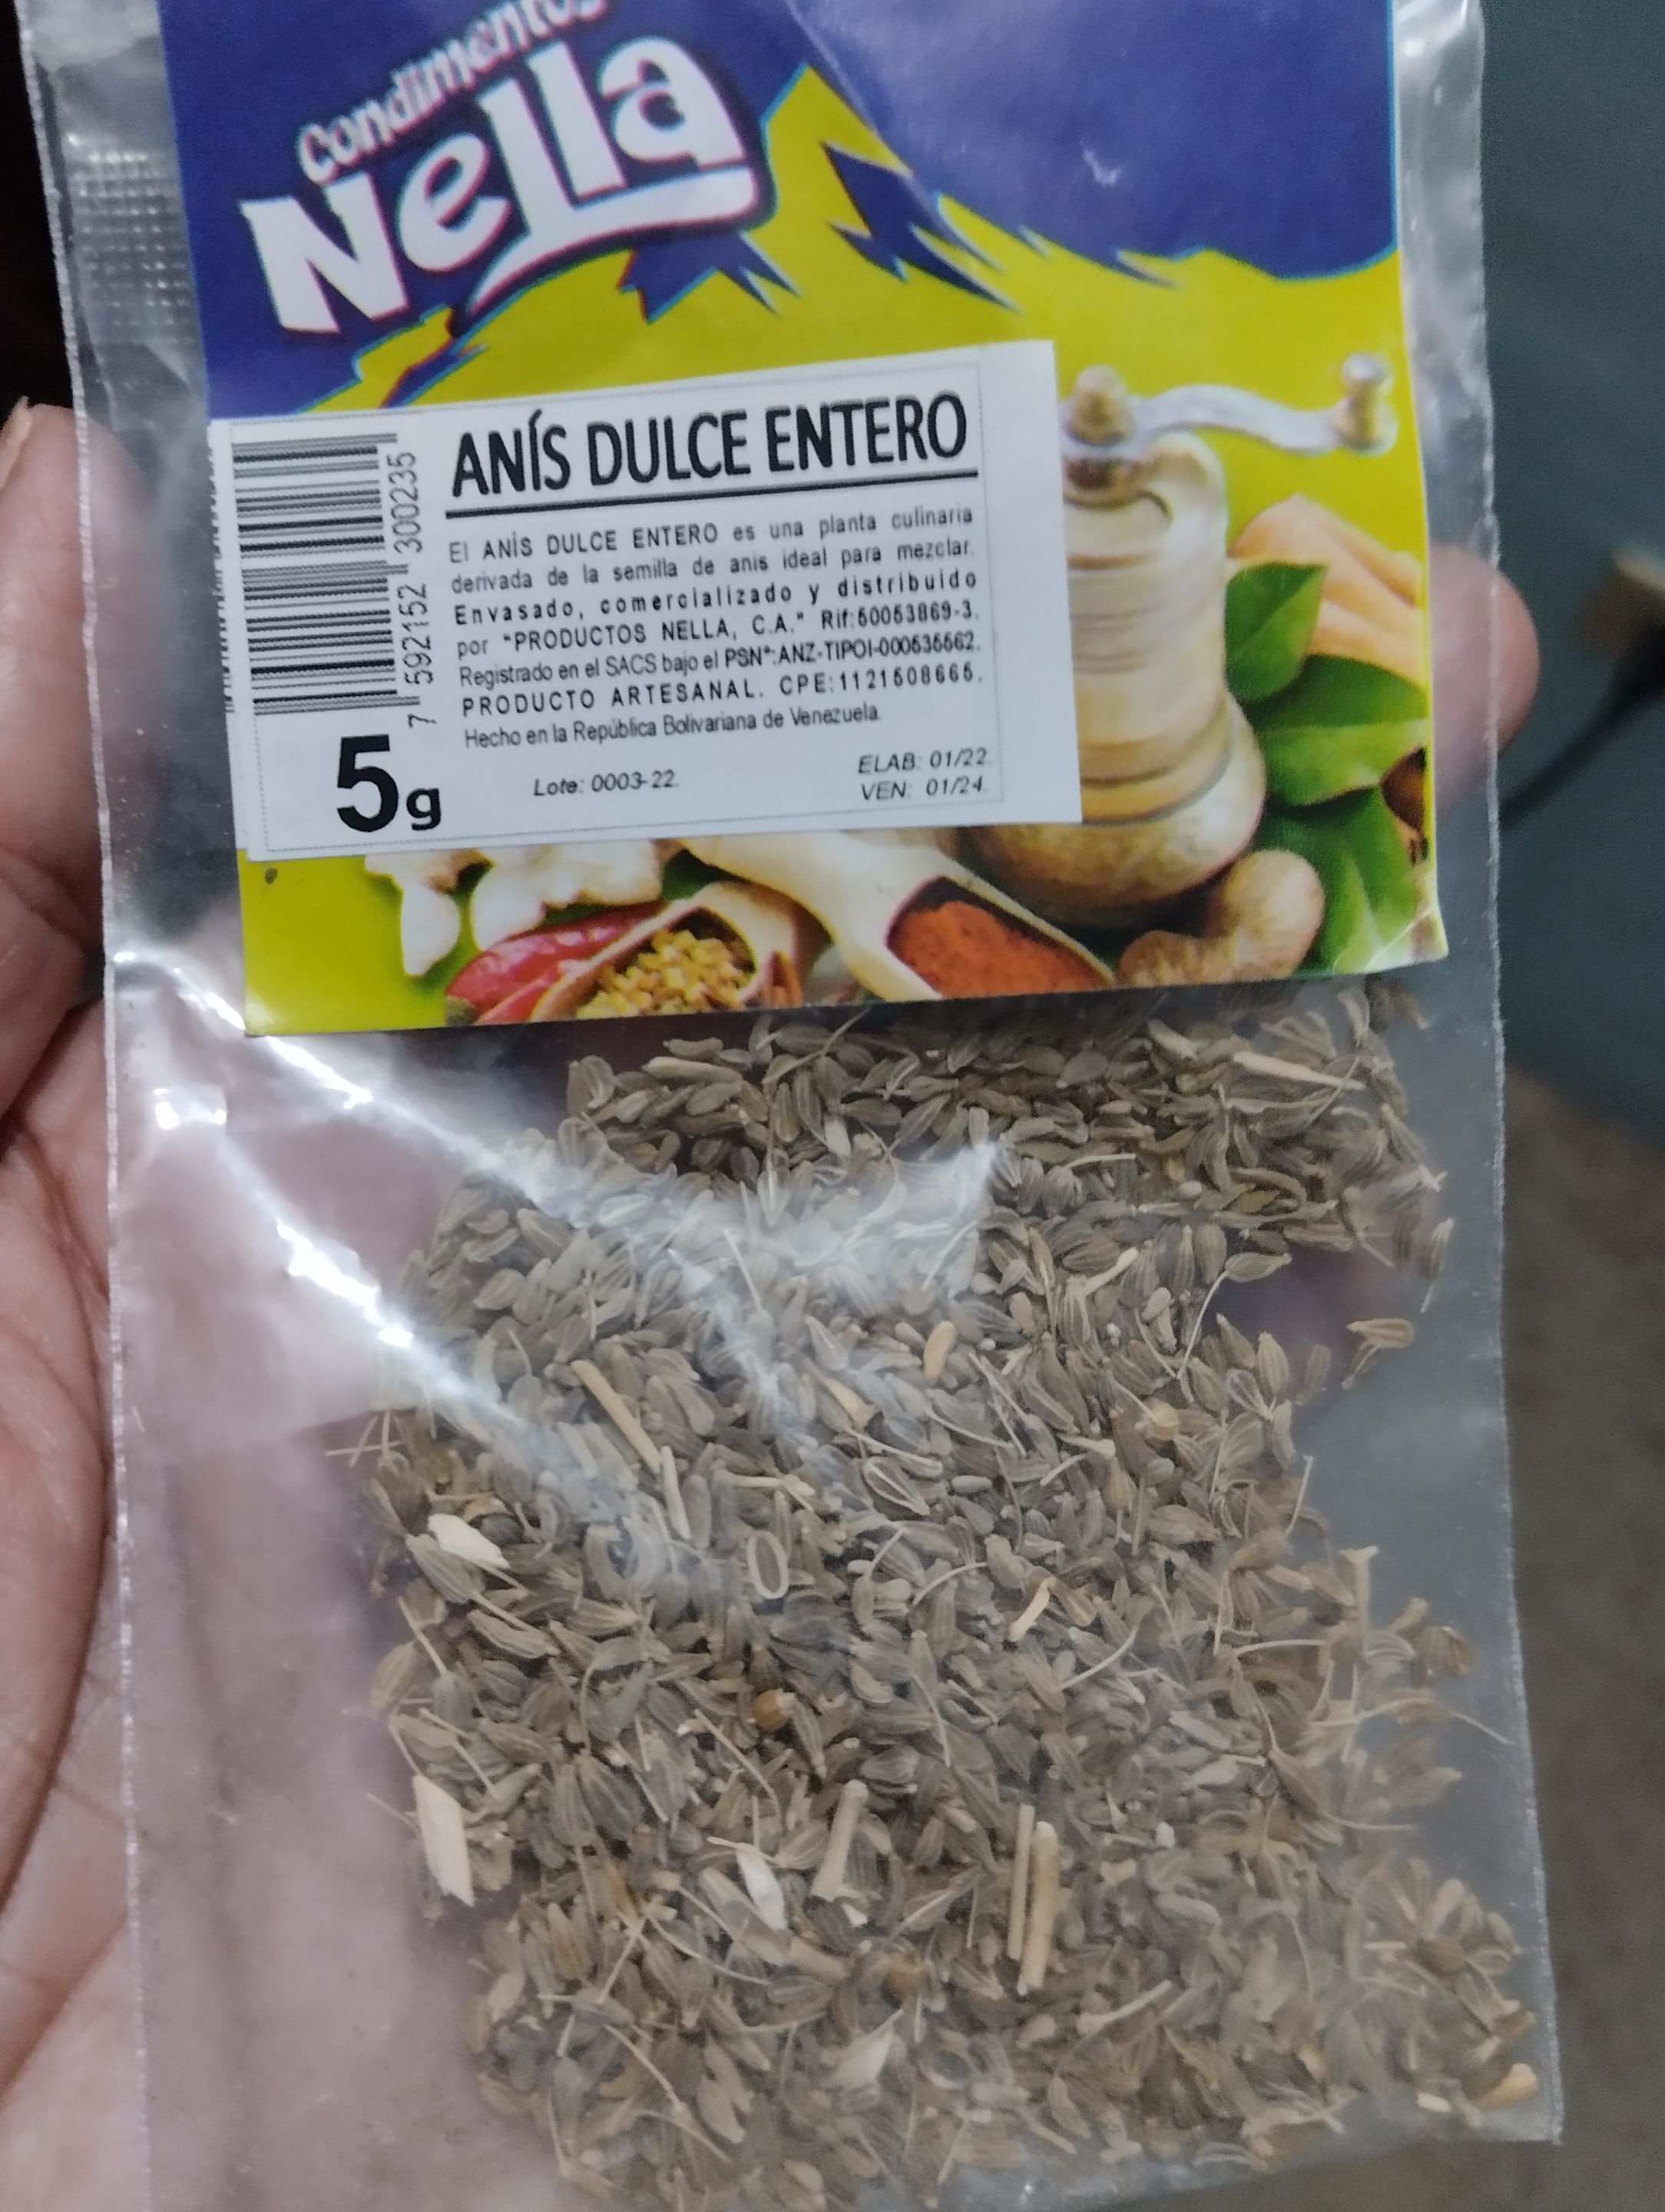 Condimentos
Nella
ANÍS DULCE ENTERO
El ANÍS DULCE ENTERO es una planta culinaria
derivada de la semilla de anis ideal para mezclar.
Envasado, comercializado y distribuido
por "PRODUCTOS NELLA, C.A." Rif:50053869-3.
Registrado en el SACS bajo el PSN°:ANZ-TIPOI-000535562.
PRODUCTO ARTESANAL. CPE:1121508665.
Hecho en la República Bolivariana de Venezuela.
7 592152 300235
5g
Lote: 0003-22.
ELAB: 01/22.
VEN: 01/24.